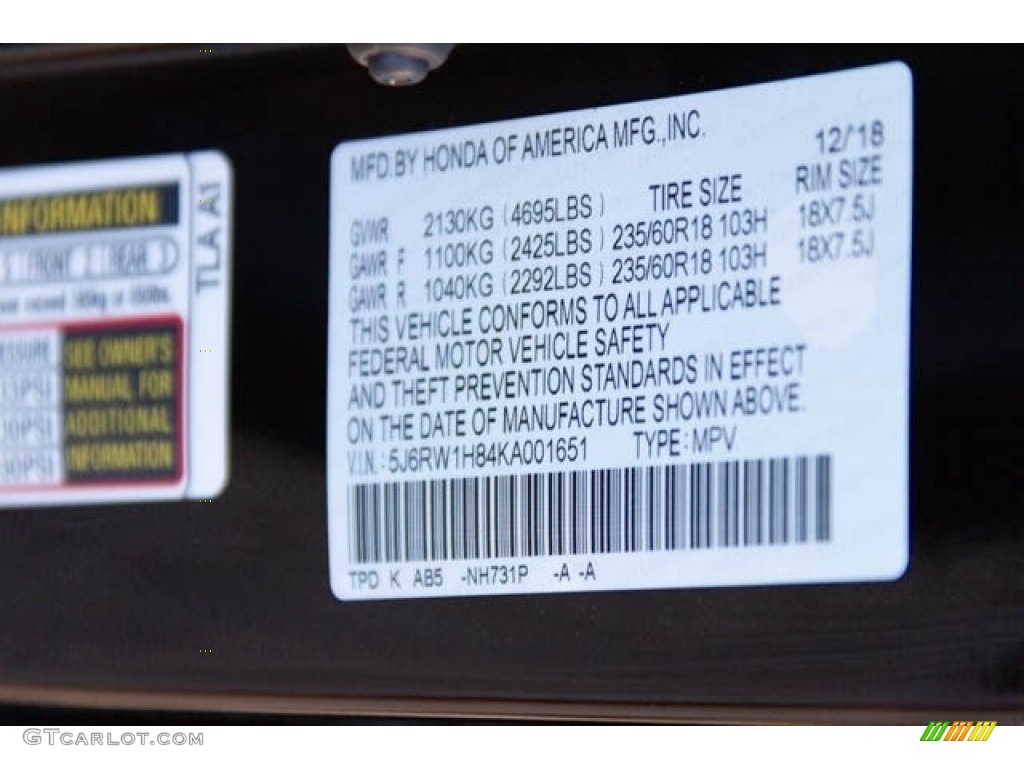 INFORMATION
FRONT REAR
TLA A1
SEE OWNER'S
MANUAL FOR
ADDITIONAL
INFORMATION
MFD.BY HONDA OF AMERICA MFG.,INC. 12/18
GVWR 2130KG (4695LBS) TIRE SIZE RIM SIZE
GAWR F 1100KG (2425LBS) 235/60R18 103H 18X7.5J
GAWR R 1040KG (2292LBS) 235/60R18 103H 18X7.5J
THIS VEHICLE CONFORMS TO ALL APPLICABLE
FEDERAL MOTOR VEHICLE SAFETY
AND THEFT PREVENTION STANDARDS IN EFFECT
ON THE DATE OF MANUFACTURE SHOWN ABOVE.
V.I.N.: 5J6RW1H84KA001651 TYPE: MPV
TPD K AB5 -NH731P -A -A
GTCARLOT.COM